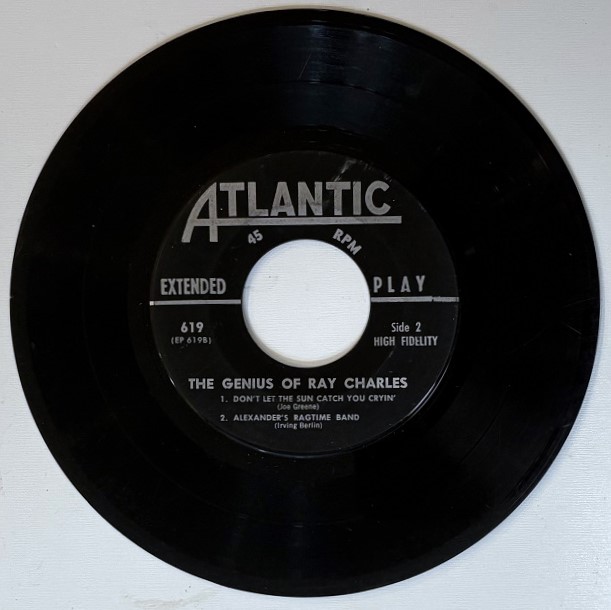 ATLANTIC
45 RPM
EXTENDED PLAY
619 Side 2
(EP 619B) HIGH FIDELITY
THE GENIUS OF RAY CHARLES
1. DON'T LET THE SUN CATCH YOU CRYIN'
(Joe Greene)
2. ALEXANDER'S RAGTIME BAND
(Irving Berlin)